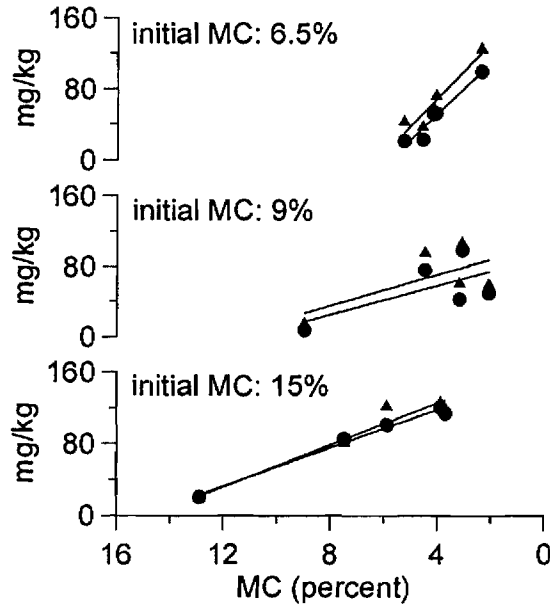 160
initial MC: 6.5%
mg/kg
80
0
160
initial MC: 9%
mg/kg
80
0
160
initial MC: 15%
mg/kg
80
0
16 12 8 4 0
MC (percent)